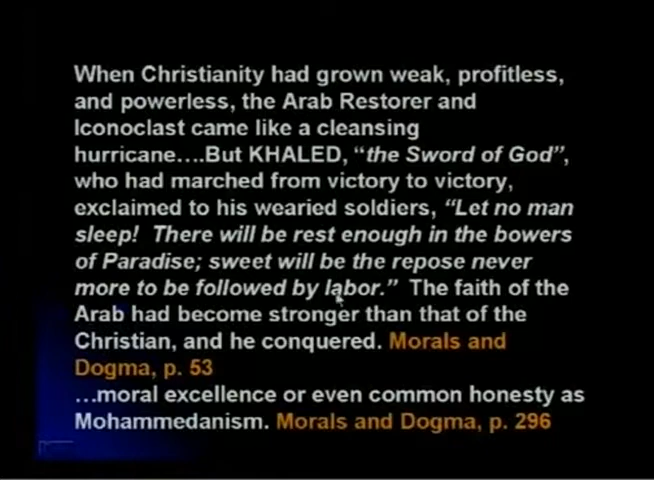 When Christianity had grown weak, profitless,
and powerless, the Arab Restorer and
Iconoclast came like a cleansing
hurricane....But KHALED, “the Sword of God”,
who had marched from victory to victory,
exclaimed to his wearied soldiers, “Let no man
sleep! There will be rest enough in the bowers
of Paradise; sweet will be the repose never
more to be followed by labor.” The faith of the
Arab had become stronger than that of the
Christian, and he conquered. Morals and
Dogma, p. 53
...moral excellence or even common honesty as
Mohammedanism. Morals and Dogma, p. 296